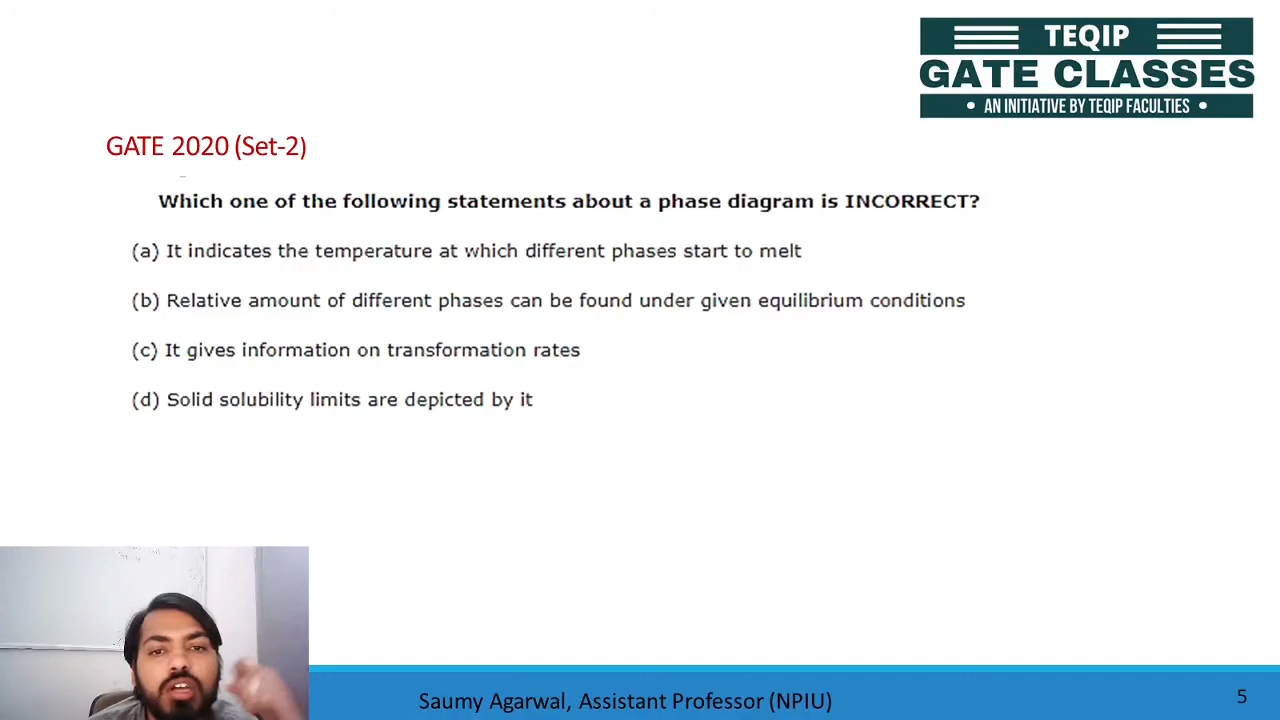 TEQIP
GATE CLASSES
• AN INITIATIVE BY TEQIP FACULTIES •
GATE 2020 (Set-2)
Which one of the following statements about a phase diagram is INCORRECT?
(a) It indicates the temperature at which different phases start to melt
(b) Relative amount of different phases can be found under given equilibrium conditions
(c) It gives information on transformation rates
(d) Solid solubility limits are depicted by it
Saumy Agarwal, Assistant Professor (NPIU)
5